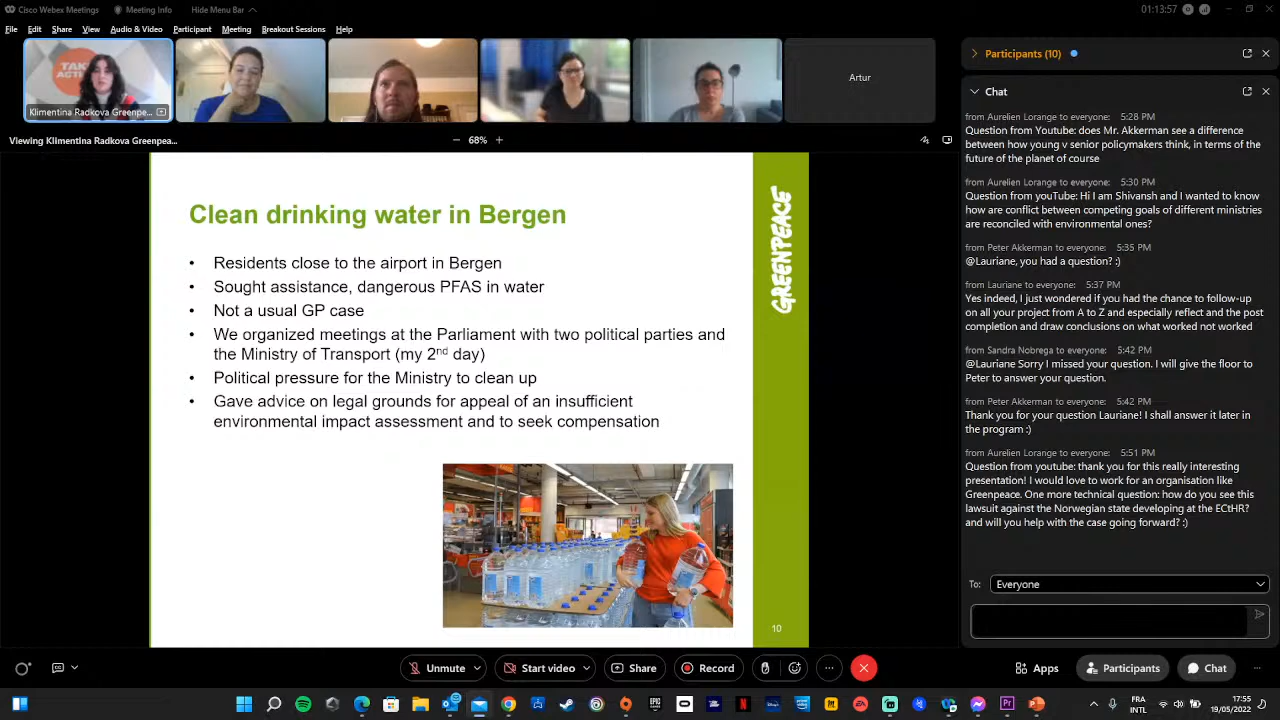 Cisco Webex Meetings
Meeting Info
Hide Menu Bar
01:13:57
File
Edit
Share
View
Audio & Video
Participant
Meeting
Breakout Sessions
Help
TAKE
ACTI
Klimentina Radkova Greenpe...
Artur
Participants (10)
Chat
Viewing Klimentina Radkova Greenpea...
68%
Clean drinking water in Bergen
• Residents close to the airport in Bergen
• Sought assistance, dangerous PFAS in water
• Not a usual GP case
• We organized meetings at the Parliament with two political parties and
the Ministry of Transport (my 2nd day)
• Political pressure for the Ministry to clean up
• Gave advice on legal grounds for appeal of an insufficient
environmental impact assessment and to seek compensation
GREENPEACE
10
from Aurelien Lorange to everyone: 5:28 PM
Question from Youtube: does Mr. Akkerman see a difference
between how young v senior policymakers think, in terms of the
future of the planet of course
from Aurelien Lorange to everyone: 5:30 PM
Question from youTube: Hi I am Shivansh and I wanted to know
how are conflict between competing goals of different ministries
are reconciled with environmental ones?
from Peter Akkerman to everyone: 5:35 PM
@Lauriane, you had a question? :)
from Lauriane to everyone: 5:37 PM
Yes indeed, I just wondered if you had the chance to follow-up
on all your project from A to Z and especially reflect and the post
completion and draw conclusion on what worked not worked
from Sandra Nobrega to everyone: 5:42 PM
@Lauriane Sorry I missed your question. I will give the floor to
Peter to answer your question.
from Peter Akkerman to everyone: 5:42 PM
Thank you for your question Lauriane! I shall answer it later in
the program :)
from Aurelien Lorange to everyone: 5:51 PM
Question from youtube: thank you for this really interesting
presentation! I would love to work for an organisation like
Greenpeace. One more technical question: how do you see this
lawsuit against the Norwegian state developing at the ECtHR?
and will you help with the case going forward? :)
To:
Everyone
Unmute
Start video
Share
Record
Apps
Participants
Chat
FRA
INTL
17:55
19/05/2022